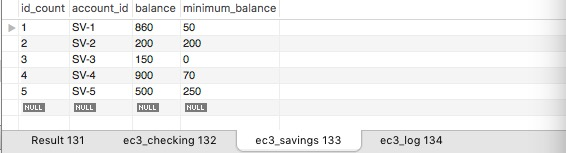 id_count account_id balance minimum_balance
1 SV-1 860 50
2 SV-2 200 200
3 SV-3 150 0
4 SV-4 900 70
5 SV-5 500 250
NULL NULL NULL NULL
Result 131 ec3_checking 132 ec3_savings 133 ec3_log 134